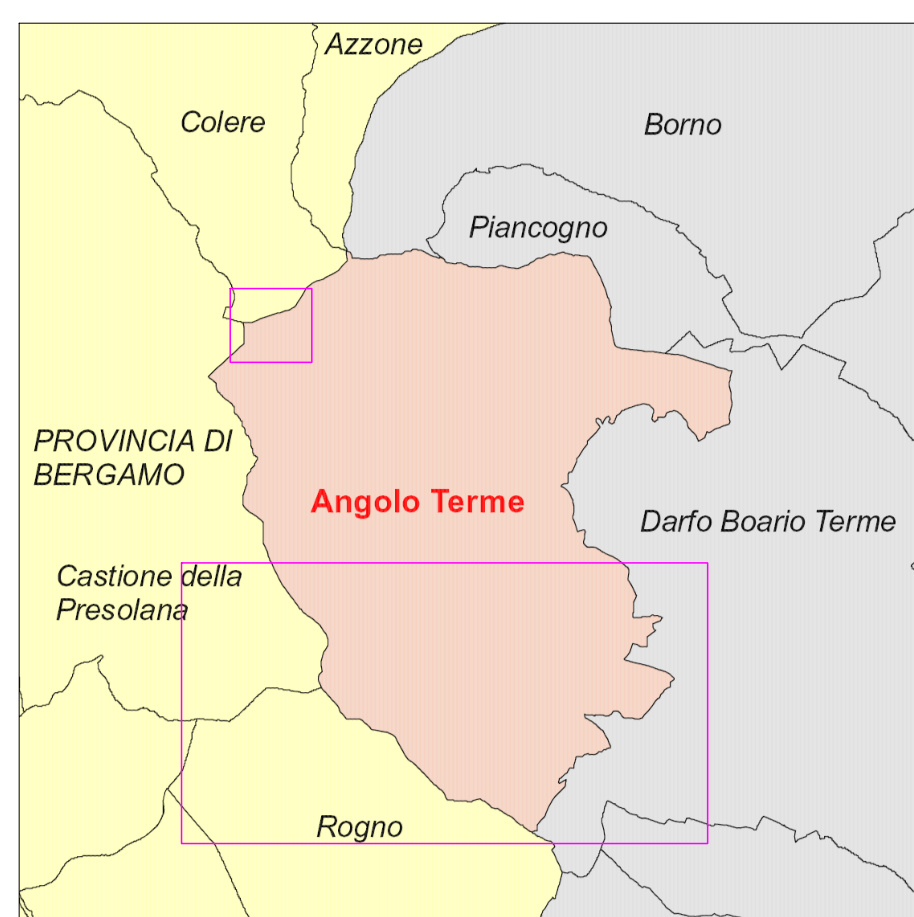 Azzone
Colere
Borno
Piancogno
PROVINCIA DI
BERGAMO
Angolo Terme
Darfo Boario Terme
Castione della
Presolana
Rogno